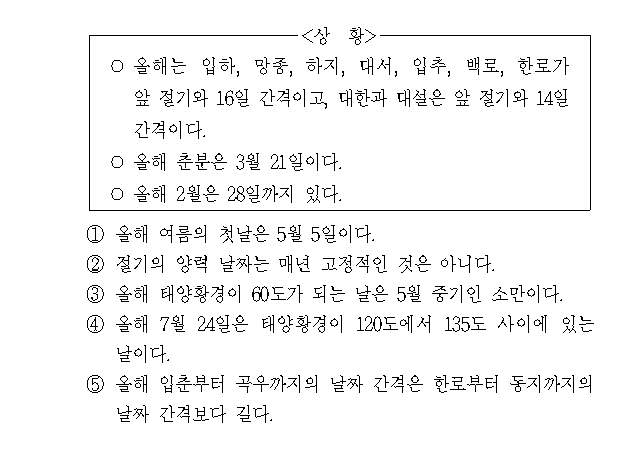 <상 황>
○ 올해는 입하, 망종, 하지, 대서, 입추, 백로, 한로가
앞 절기와 16일 간격이고, 대한과 대설은 앞 절기와 14일
간격이다.
○ 올해 춘분은 3월 21일이다.
○ 올해 2월은 28일까지 있다.
① 올해 여름의 첫날은 5월 5일이다.
② 절기의 양력 날짜는 매년 고정적인 것은 아니다.
③ 올해 태양황경이 60도가 되는 날은 5월 중기인 소만이다.
④ 올해 7월 24일은 태양황경이 120도에서 135도 사이에 있는
날이다.
⑤ 올해 입춘부터 곡우까지의 날짜 간격은 한로부터 동지까지의
날짜 간격보다 길다.